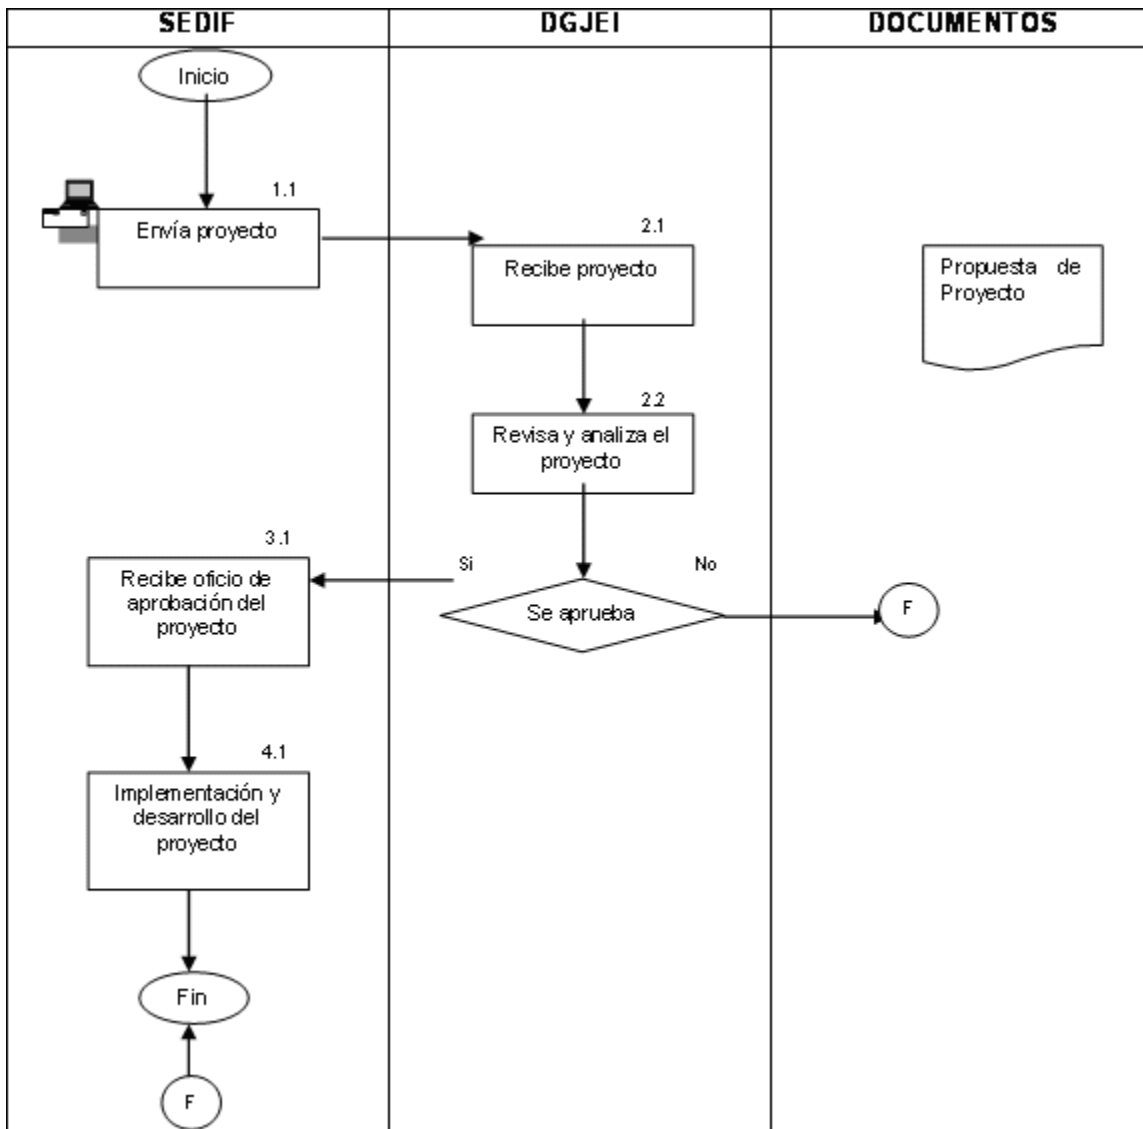 SEDIF
DGJEI
DOCUMENTOS
Inicio
1.1
Envía proyecto
2.1
Recibe proyecto
Propuesta de
Proyecto
2.2
Revisa y analiza el
proyecto
3.1
Si
No
Recibe oficio de
aprobación del
proyecto
Se aprueba
F
4.1
Implementación y
desarrollo del
proyecto
Fin
F